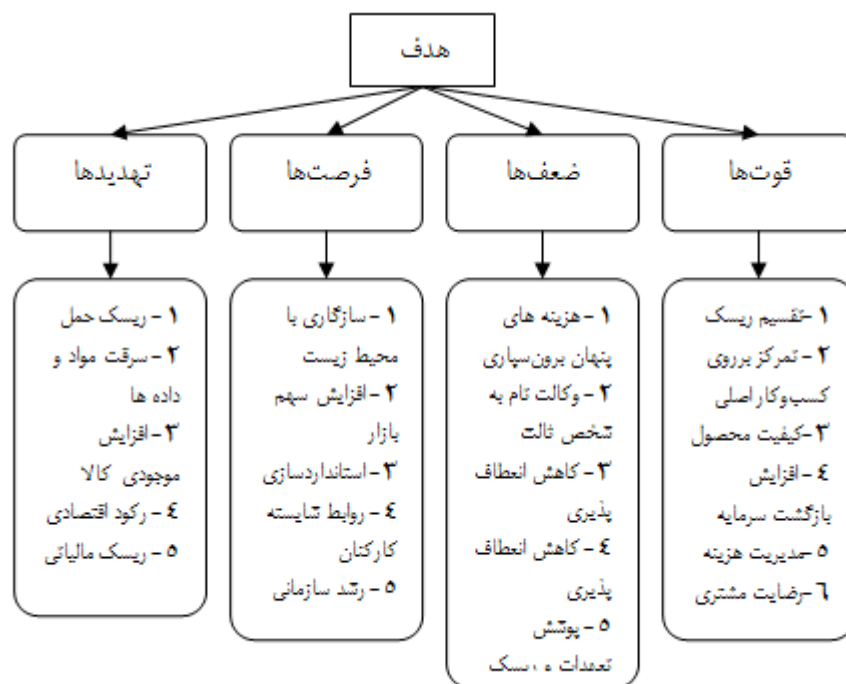 هدف
قوت‌ها
ضعف‌ها
فرصت‌ها
تهدیدها
۱-تقسیم ریسک
۲- تمرکز برروی
کسب‌وکار اصلی
۳-کیفیت محصول
٤- افزایش
بازگشت سرمایه
٥-مدیریت هزینه
٦-رضایت مشتری
۱-هزینه های
پنهان برون‌سپاری
۲- وکالت تام به
شخص ثالث
۳- کاهش انعطاف
پذیری
٤- کاهش انعطاف
پذیری
٥- پوشش
تعهدات و ریسک
۱- سازگاری با
محیط زیست
۲- افزایش سهم
بازار
۳-استانداردسازی
٤- روابط شایسته
کارکنان
٥- رشد سازمانی
۱- ریسک حمل
۲- سرقت مواد و
داده ها
۳-افزایش
موجودی کالا
٤- رکود اقتصادی
٥- ریسک مالیاتی